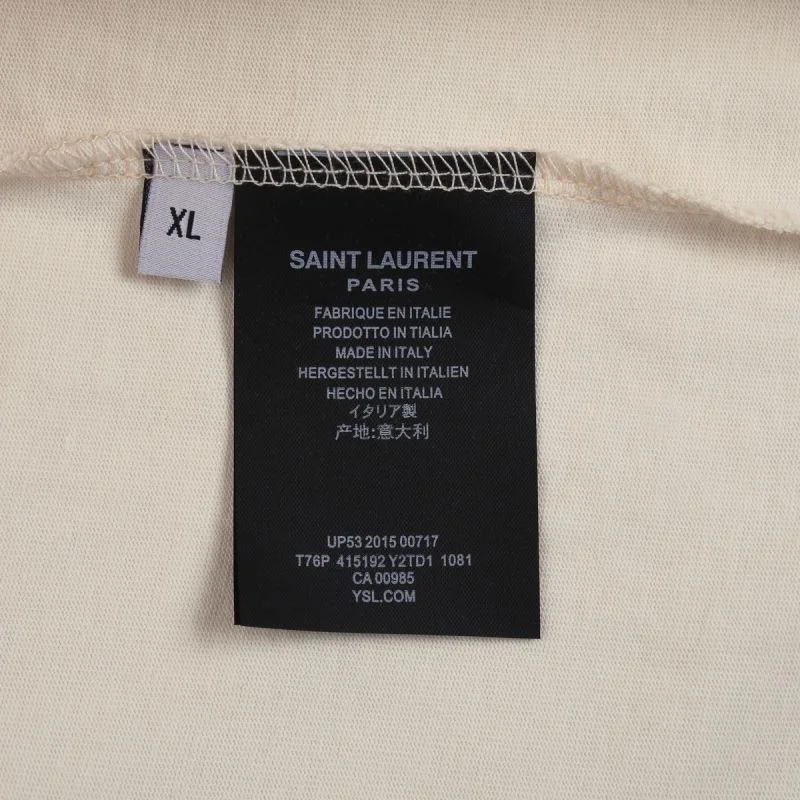 XL
SAINT LAURENT
PARIS
FABRIQUE EN ITALIE
PRODOTTO IN TIALIA
MADE IN ITALY
HERGESTELLT IN ITALIEN
HECHO EN ITALIA
イタリア製
产地:意大利
UP53 2015 00717
T76P 415192 Y2TD1 1081
CA 00985
YSL.COM